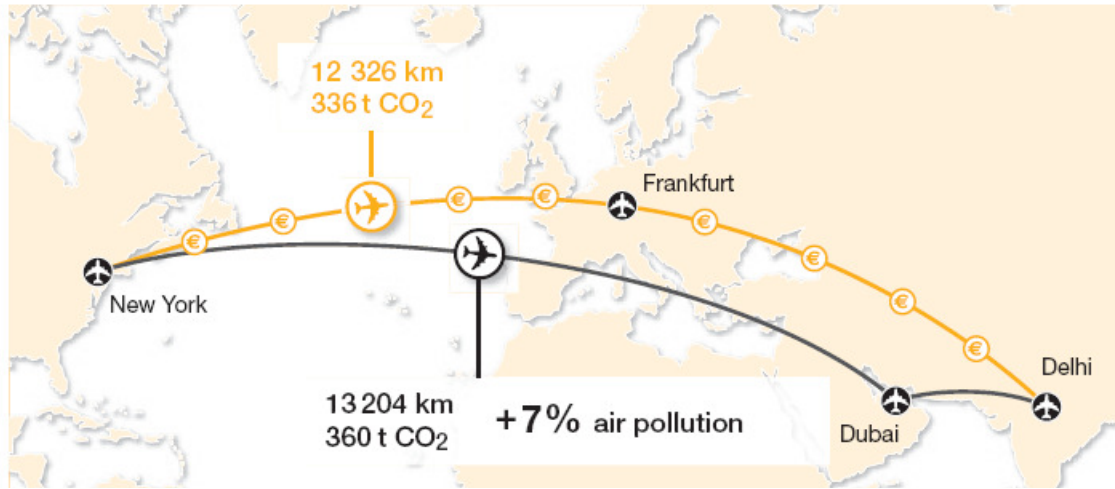 12 326 km
336 t CO₂
€ € € € € € € €
Frankfurt
New York
13 204 km
360 t CO₂
+7% air pollution
Dubai
Delhi